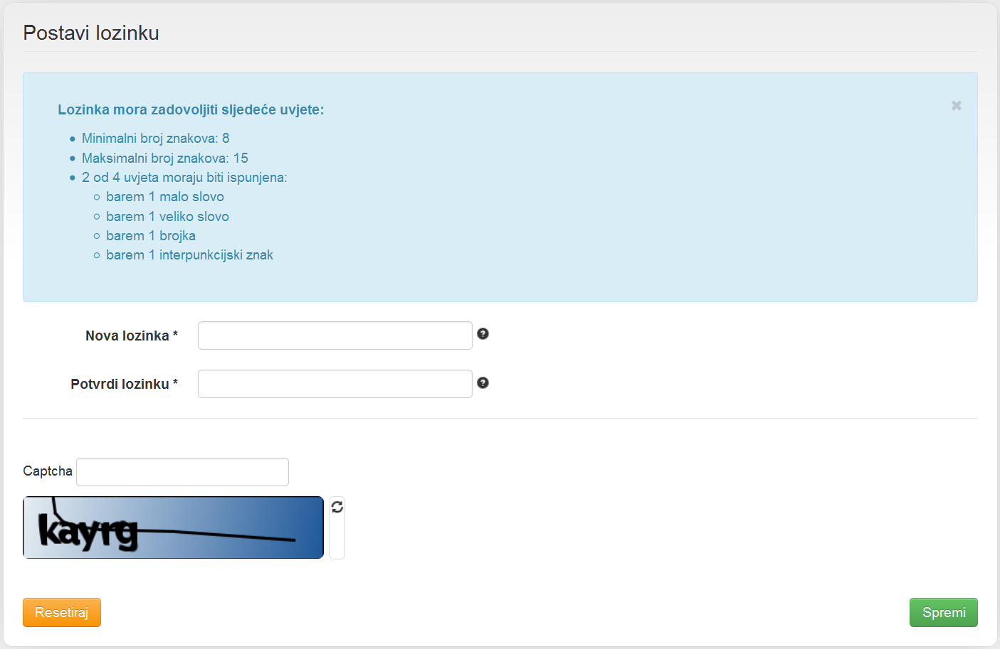 Postavi lozinku
Lozinka mora zadovoljiti sljedeće uvjete:
Minimalni broj znakova: 8
Maksimalni broj znakova: 15
2 od 4 uvjeta moraju biti ispunjena:
barem 1 malo slovo
barem 1 veliko slovo
barem 1 brojka
barem 1 interpunkcijski znak
Nova lozinka *
Potvrdi lozinku *
Captcha
kayrg
Resetiraj
Spremi